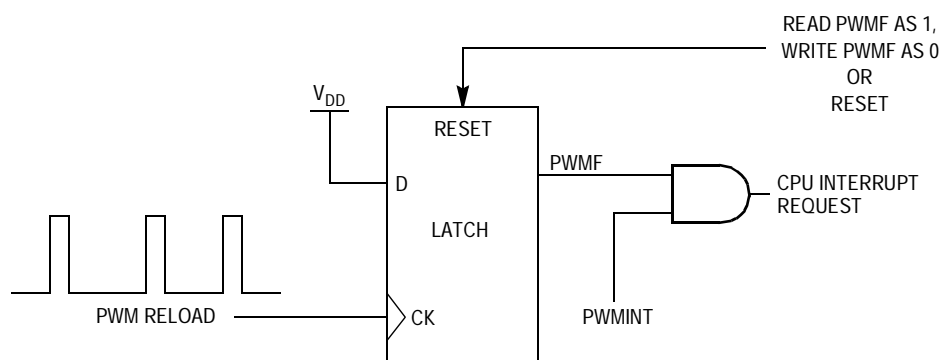 READ PWMF AS 1,
WRITE PWMF AS 0
OR
RESET
VDD
RESET
PWMF
D
CPU INTERRUPT
REQUEST
LATCH
PWM RELOAD
CK
PWMINT